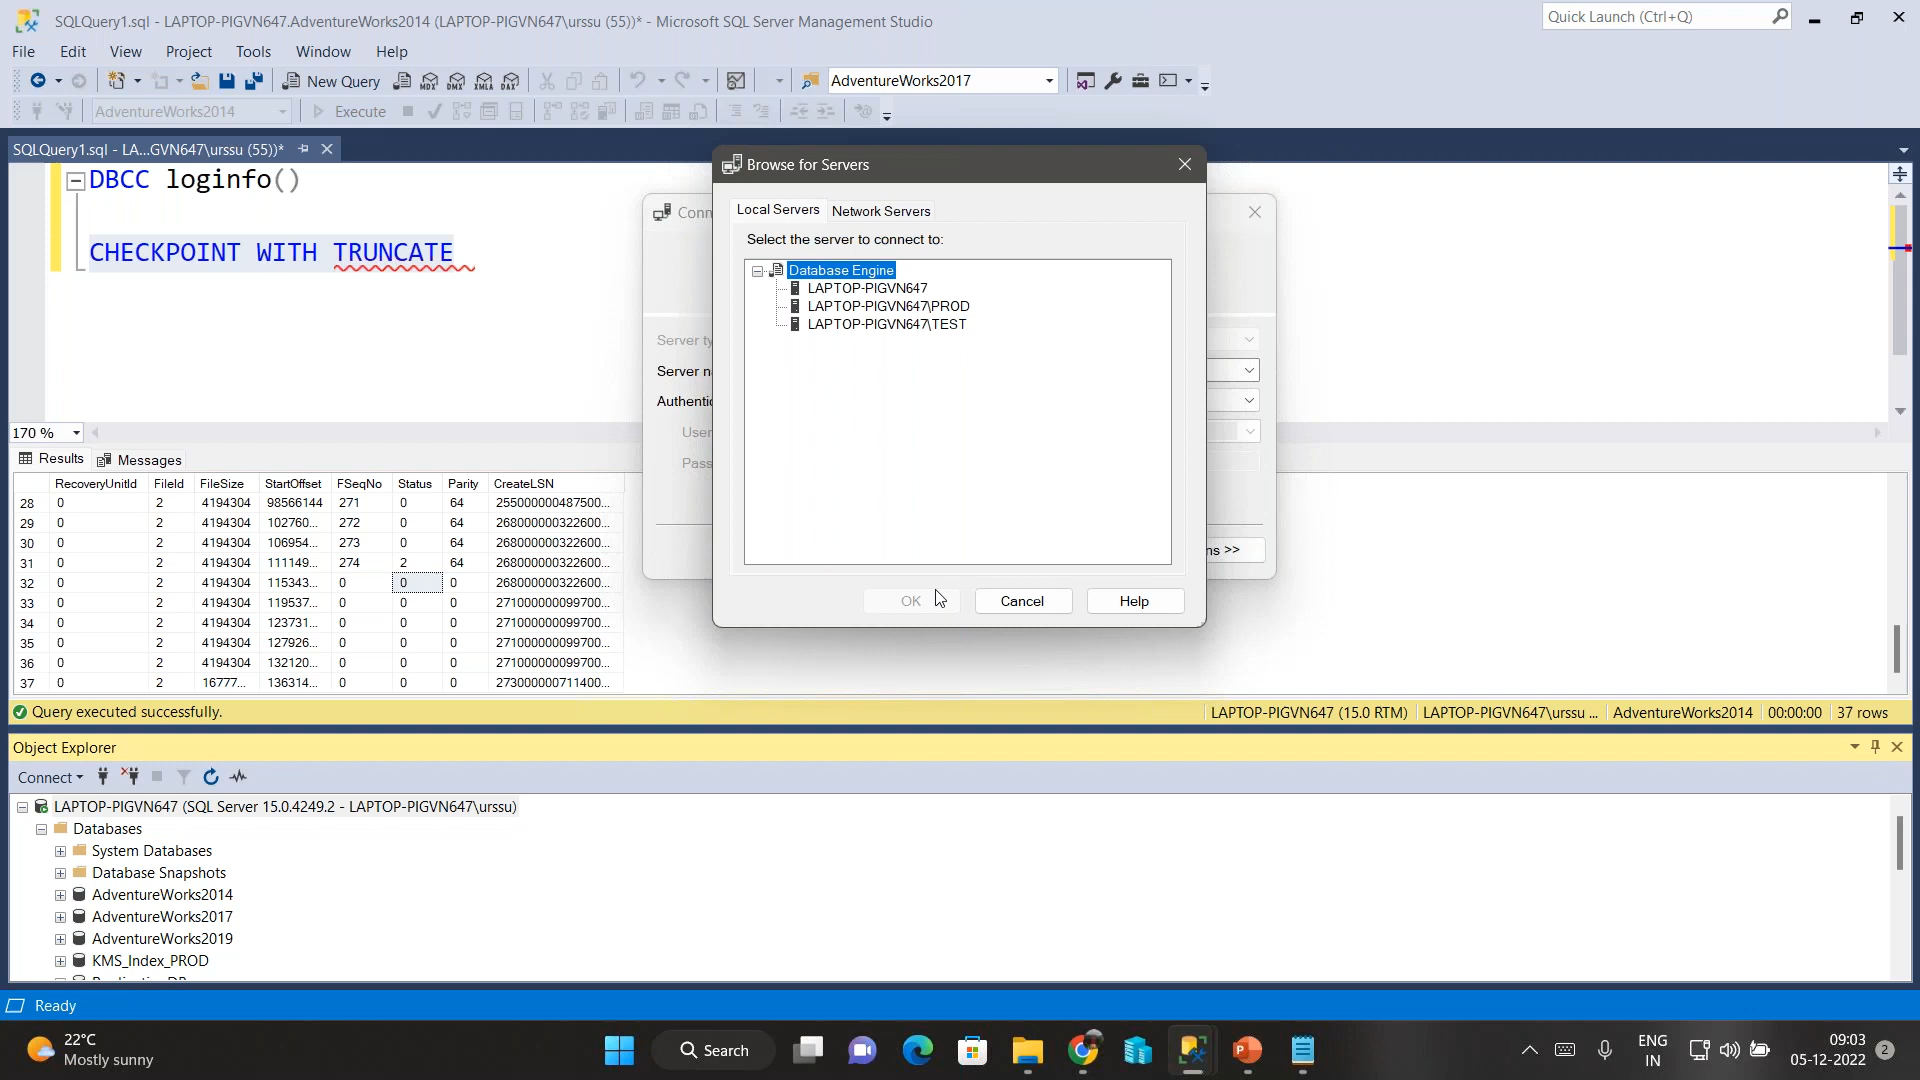 SQLQuery1.sql - LAPTOP-PIGVN647.AdventureWorks2014 (LAPTOP-PIGVN647\urssu (55))* - Microsoft SQL Server Management Studio
Quick Launch (Ctrl+Q)
File Edit View Project Tools Window Help
New Query MDX DMX XMLA DAX AdventureWorks2017
AdventureWorks2014 Execute
SQLQuery1.sql - LA...GVN647\urssu (55))*
DBCC loginfo()
CHECKPOINT WITH TRUNCATE
170 %
Results Messages
RecoveryUnitId FileId FileSize StartOffset FSeqNo Status Parity CreateLSN
28 0 2 4194304 98566144 271 0 64 255000000487500...
29 0 2 4194304 102760... 272 0 64 268000000322600...
30 0 2 4194304 106954... 273 0 64 268000000322600...
31 0 2 4194304 111149... 274 2 64 268000000322600...
32 0 2 4194304 115343... 0 0 0 268000000322600...
33 0 2 4194304 119537... 0 0 0 271000000099700...
34 0 2 4194304 123731... 0 0 0 271000000099700...
35 0 2 4194304 127926... 0 0 0 271000000099700...
36 0 2 4194304 132120... 0 0 0 271000000099700...
37 0 2 16777... 136314... 0 0 0 273000000711400...
Conn
Server ty
Server n
Authentic
User
Pass
ns >>
Browse for Servers
Local Servers Network Servers
Select the server to connect to:
Database Engine
LAPTOP-PIGVN647
LAPTOP-PIGVN647\PROD
LAPTOP-PIGVN647\TEST
OK Cancel Help
Query executed successfully.
LAPTOP-PIGVN647 (15.0 RTM) LAPTOP-PIGVN647\urssu ... AdventureWorks2014 00:00:00 37 rows
Object Explorer
Connect
LAPTOP-PIGVN647 (SQL Server 15.0.4249.2 - LAPTOP-PIGVN647\urssu)
Databases
System Databases
Database Snapshots
AdventureWorks2014
AdventureWorks2017
AdventureWorks2019
KMS_Index_PROD
Ready
22°C
Mostly sunny
Search
ENG
IN
09:03
05-12-2022
2